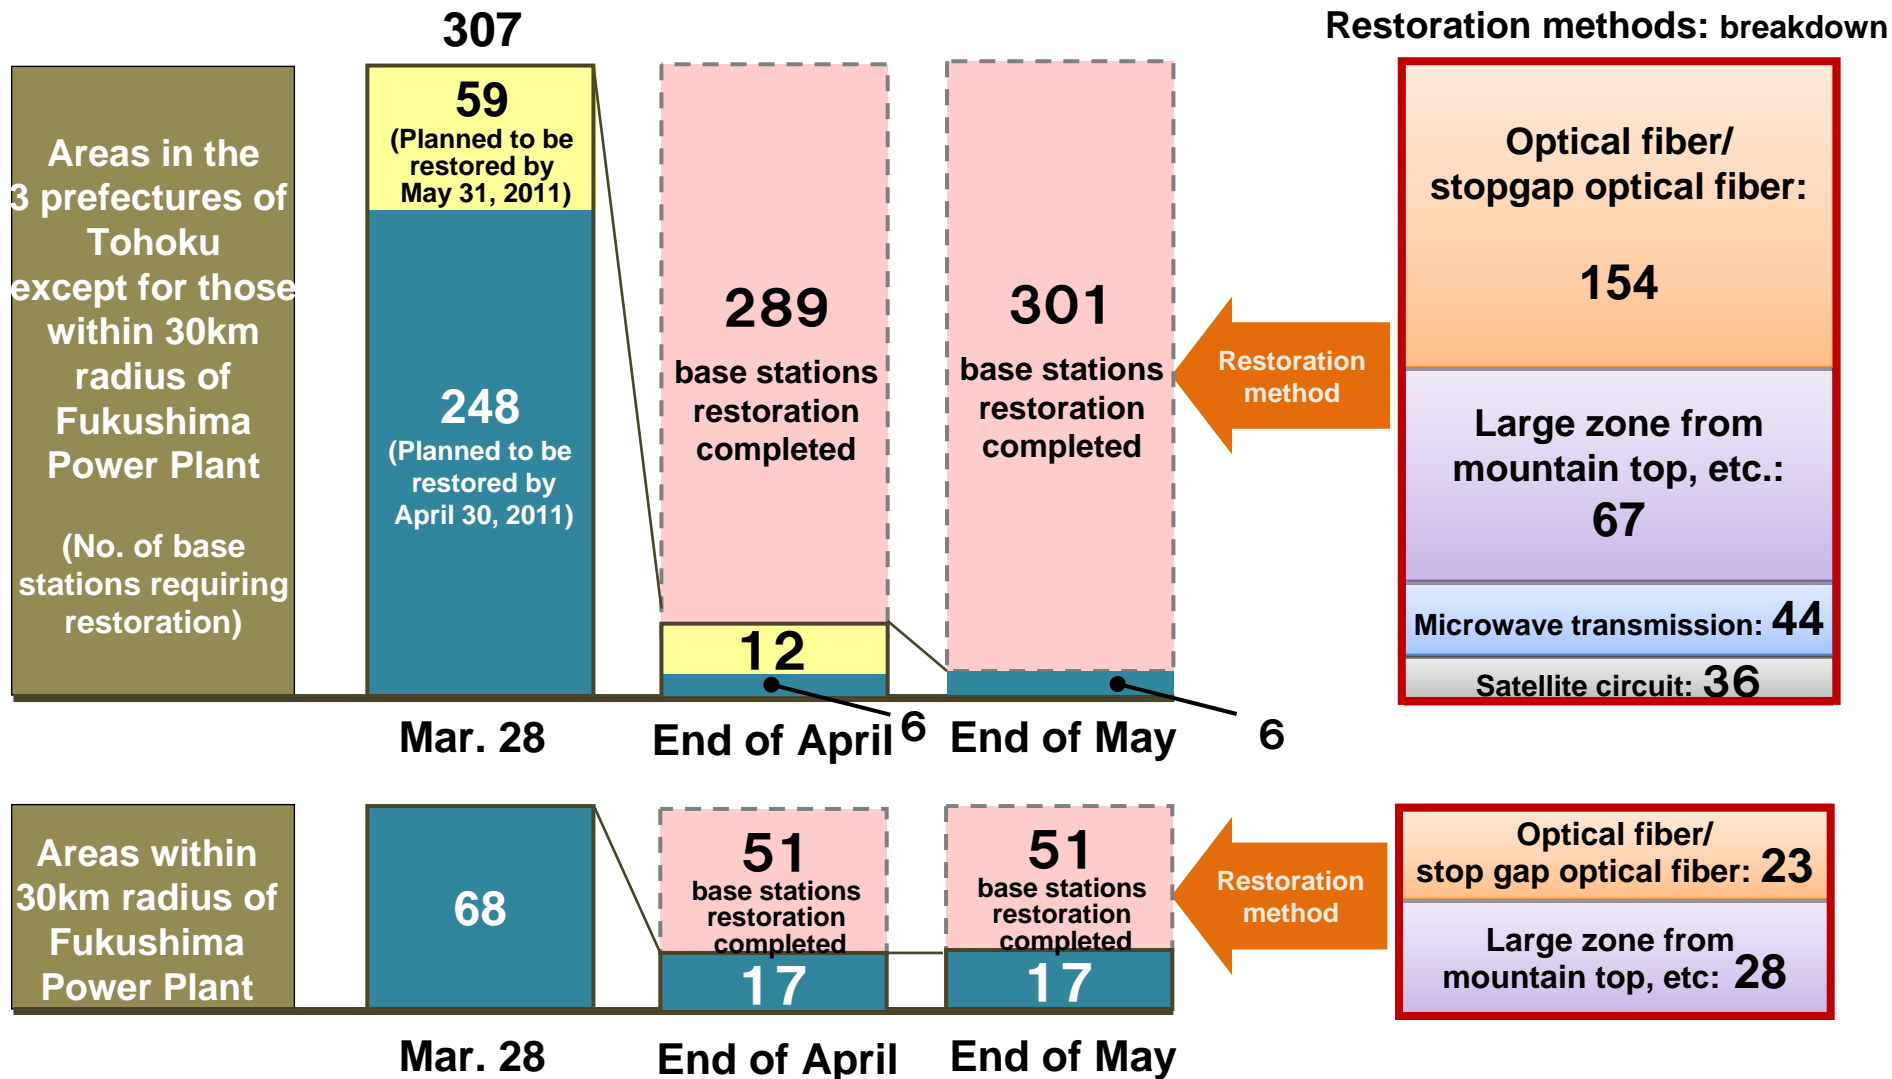 307
Restoration methods: breakdown
Areas in the
3 prefectures of
Tohoku
except for those
within 30km
radius of
Fukushima
Power Plant
(No. of base
stations requiring
restoration)
59
(Planned to be
restored by
May 31, 2011)
248
(Planned to be
restored by
April 30, 2011)
289
base stations
restoration
completed
12
6
301
base stations
restoration
completed
6
Restoration
method
Optical fiber/
stopgap optical fiber:
154
Large zone from
mountain top, etc.:
67
Microwave transmission: 44
Satellite circuit: 36
Mar. 28
End of April
End of May
Areas within
30km radius of
Fukushima
Power Plant
68
51
base stations
restoration
completed
17
51
base stations
restoration
completed
17
Restoration
method
Optical fiber/
stop gap optical fiber: 23
Large zone from
mountain top, etc: 28
Mar. 28
End of April
End of May